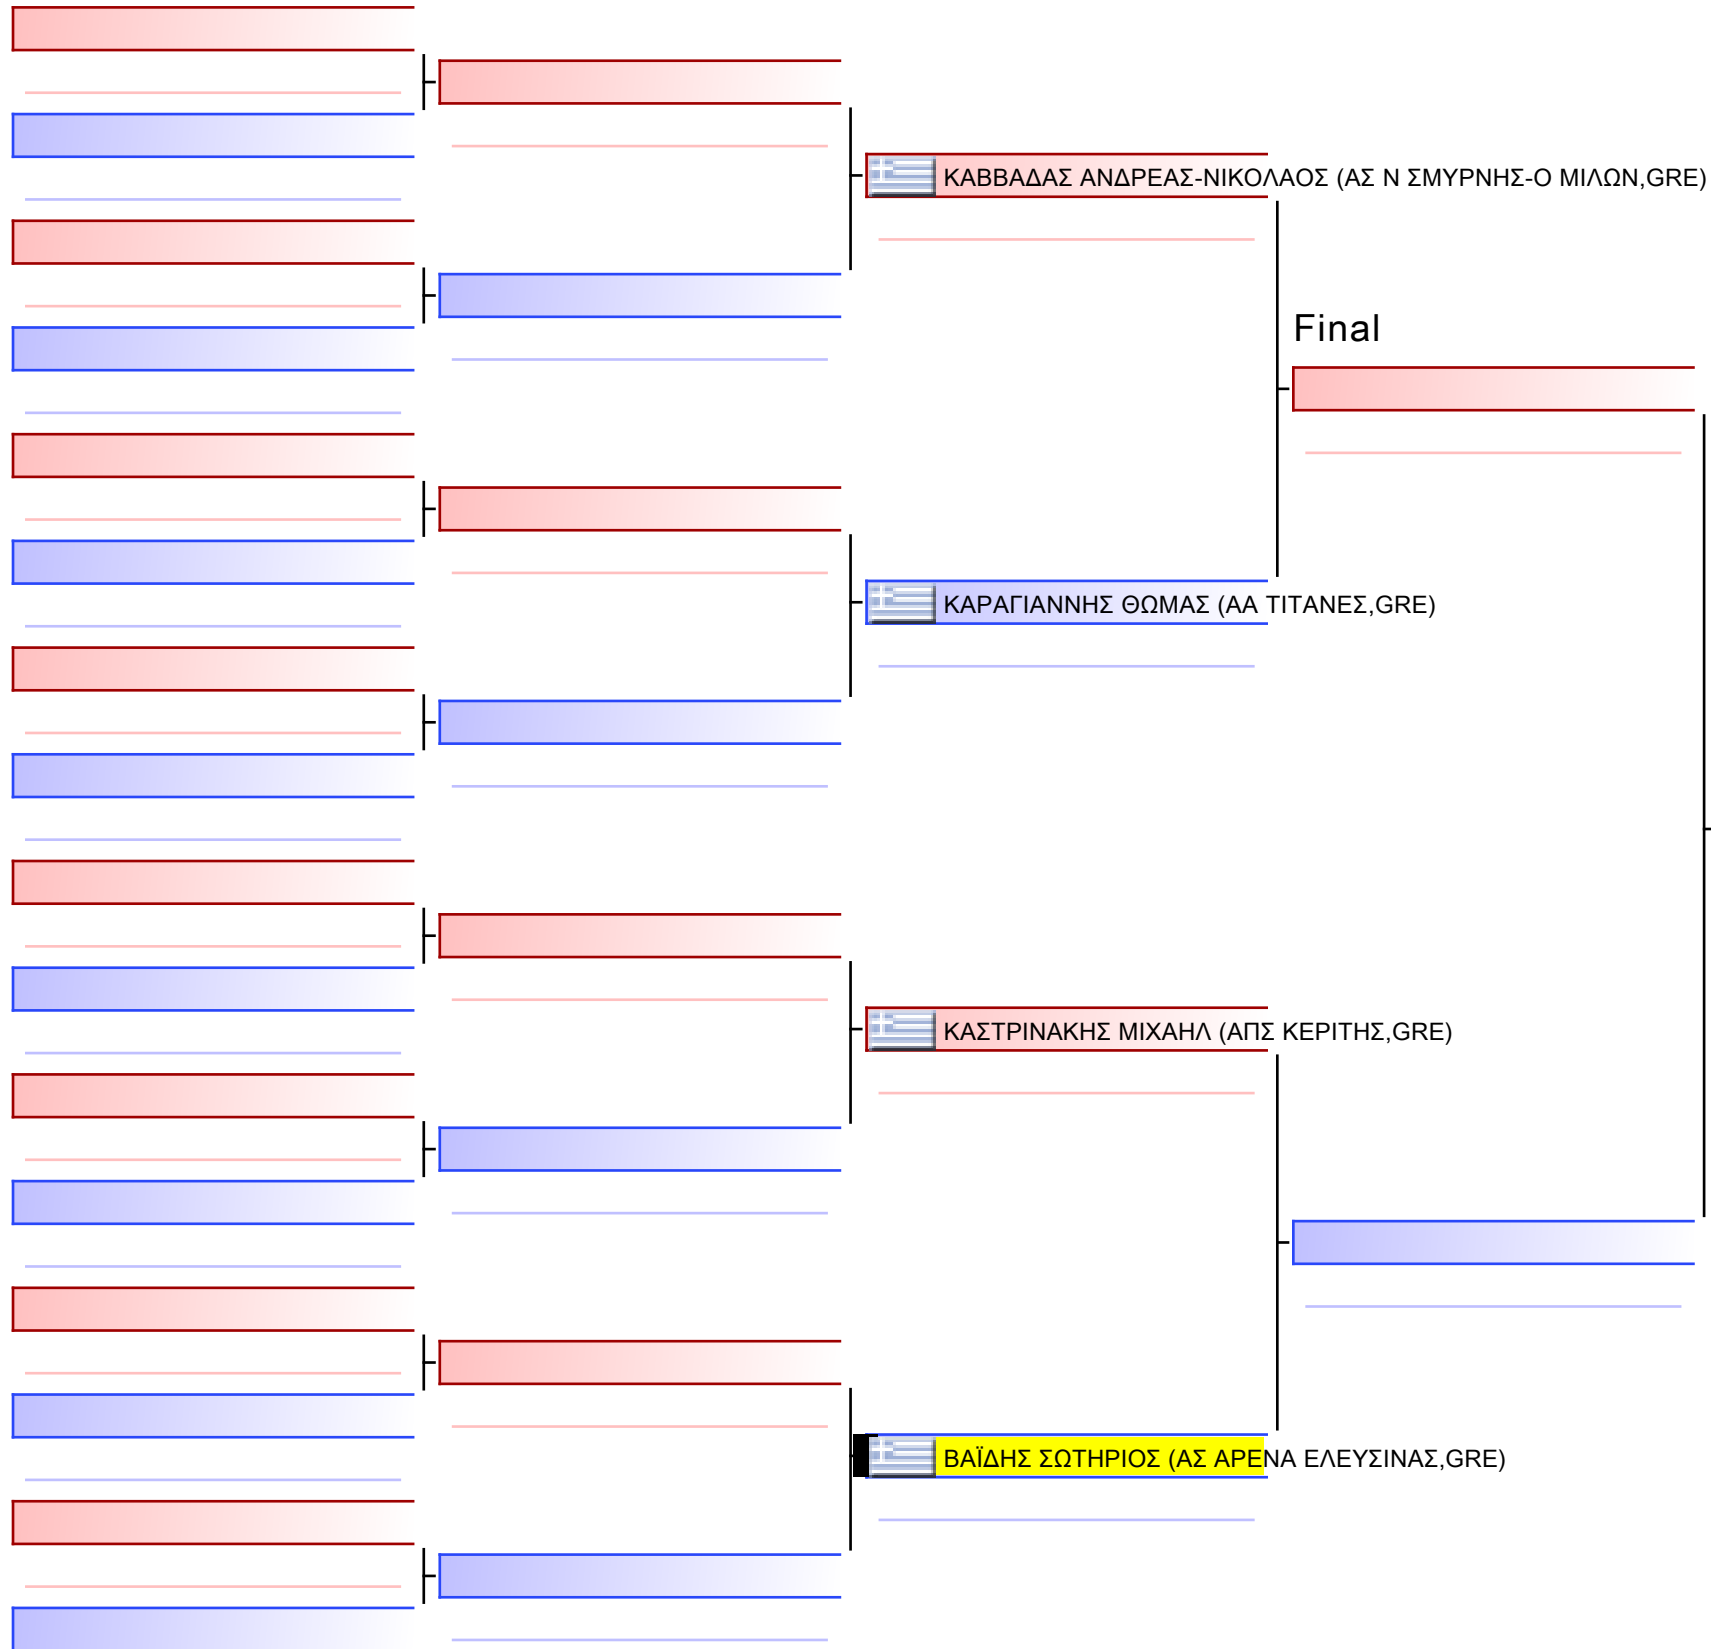 ΚΑΒΒΑΔΑΣ ΑΝΔΡΕΑΣ-ΝΙΚΟΛΑΟΣ (ΑΣ Ν ΣΜΥΡΝΗΣ-Ο ΜΙΛΩΝ,GRE)
Final
ΚΑΡΑΓΙΑΝΝΗΣ ΘΩΜΑΣ (ΑΑ ΤΙΤΑΝΕΣ,GRE)
ΚΑΣΤΡΙΝΑΚΗΣ ΜΙΧΑΗΛ (ΑΠΣ ΚΕΡΙΤΗΣ,GRE)
ΒΑΪΔΗΣ ΣΩΤΗΡΙΟΣ (ΑΣ ΑΡΕΝΑ ΕΛΕΥΣΙΝΑΣ,GRE)